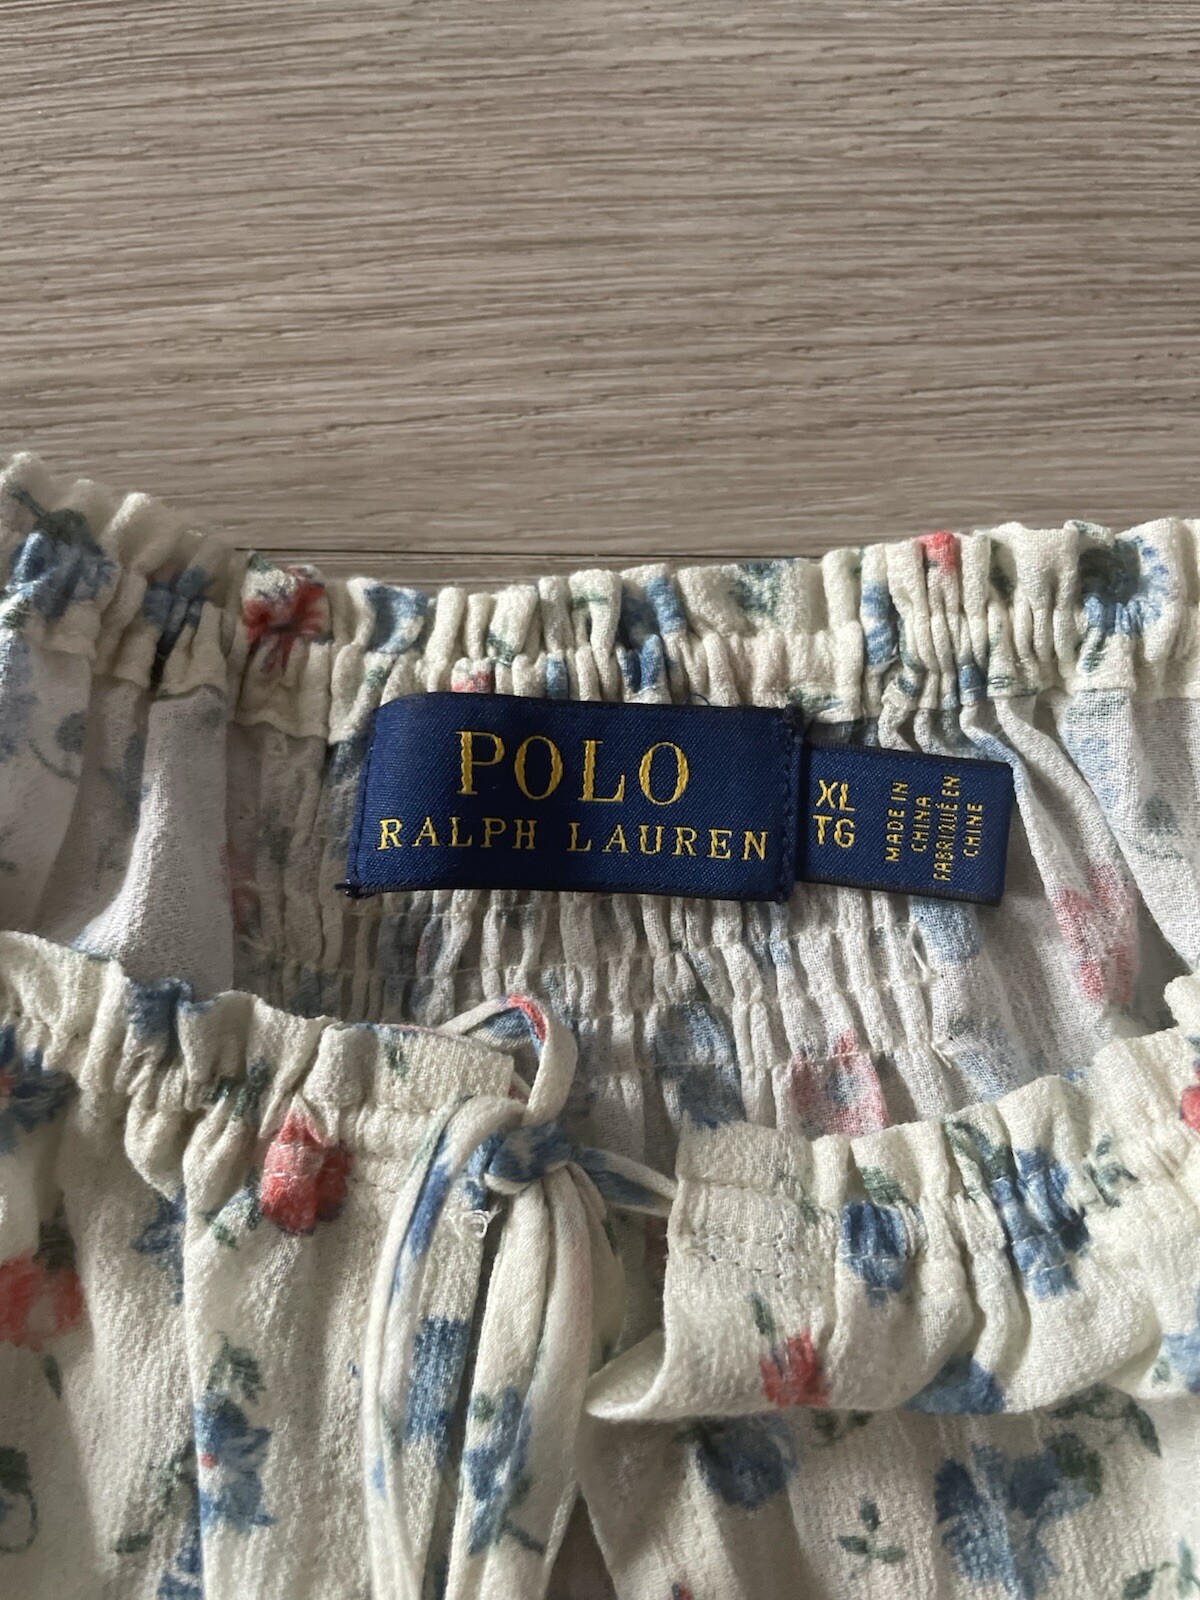 POLO
RALPH LAUREN
XL
TG
MADE IN
CHINA
FABRIQUÉ EN
CHINE